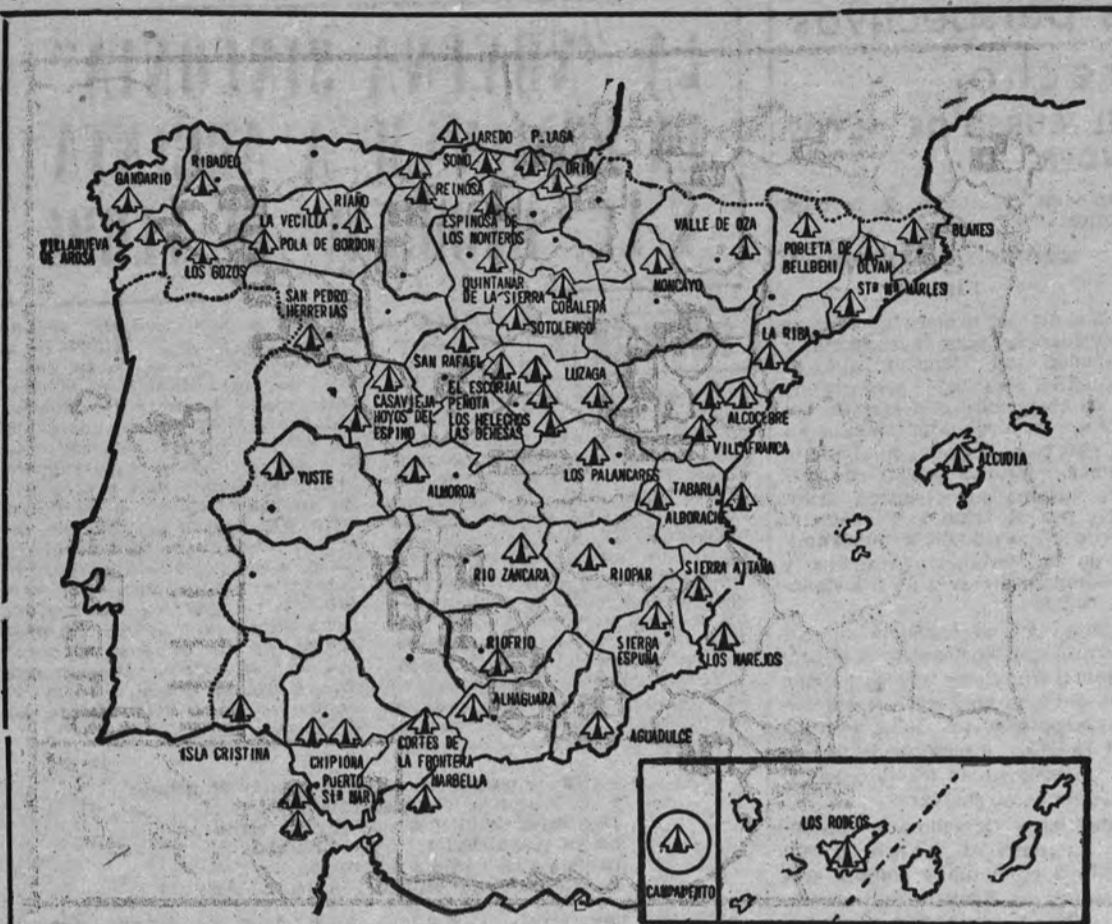 LAREDO
P. LAGA
RIBADEO
SONO
ORIO
GANDARIO
REINOSA
RIAÑO
LA VECILLA
ESPINOSA DE
LOS MONTEROS
VALLE DE OZA
BLANES
VILLANUEVA
DE AROSA
POLA DE GORDON
POBLETA DE
BELLBEHI
OLVAN
LOS GOZOS
QUINTANAR
DE LA SIERRA
MONCAYO
STª Mª MARLES
SAN PEDRO
HERRERIAS
COBALEDA
SOTOLENGO
LA RIBA
SAN RAFAEL
LUZAGA
CASAVIEJA
HOYOS DEL
ESPINO
EL ESCORIAL
PEÑOTA
LOS HELECHOS
LAS DEHESAS
ALCOCEBRE
VILLAFRANCA
ALCUDIA
YUSTE
ALMOROX
LOS PALANCARES
TABARLA
ALBORACHE
RIO ZANCARA
RIOPAR
SIERRA AITANA
RIOFRIO
SIERRA
ESPUÑA
LOS NAREJOS
ALHAGUARA
AGUADULCE
ISLA CRISTINA
CHIPIONA
CORTES DE
LA FRONTERA
PUERTO
STª MARIA
MARBELLA
LOS RODEOS
CAMPAMENTO